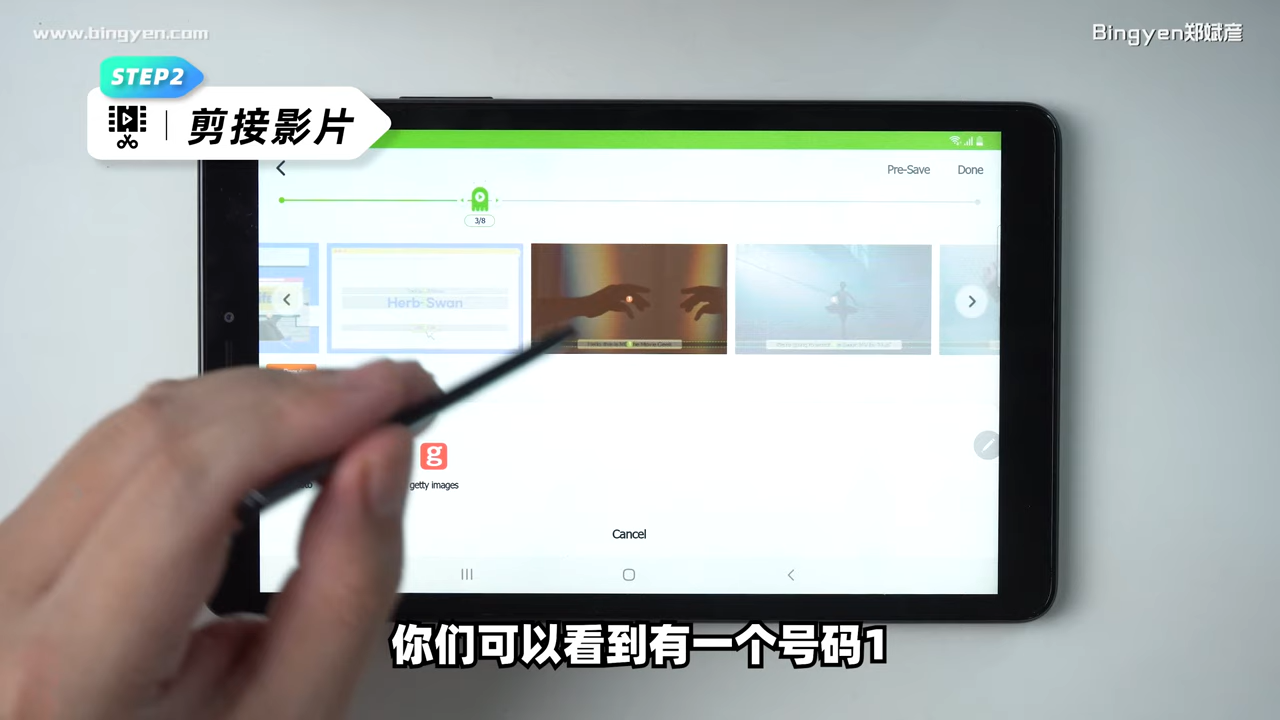 www.bingyen.com
Bingyen郑斌彦
STEP2
剪接影片
Pre-Save
Done
3/8
Herb Swan
getty images
Cancel
你们可以看到有一个号码1